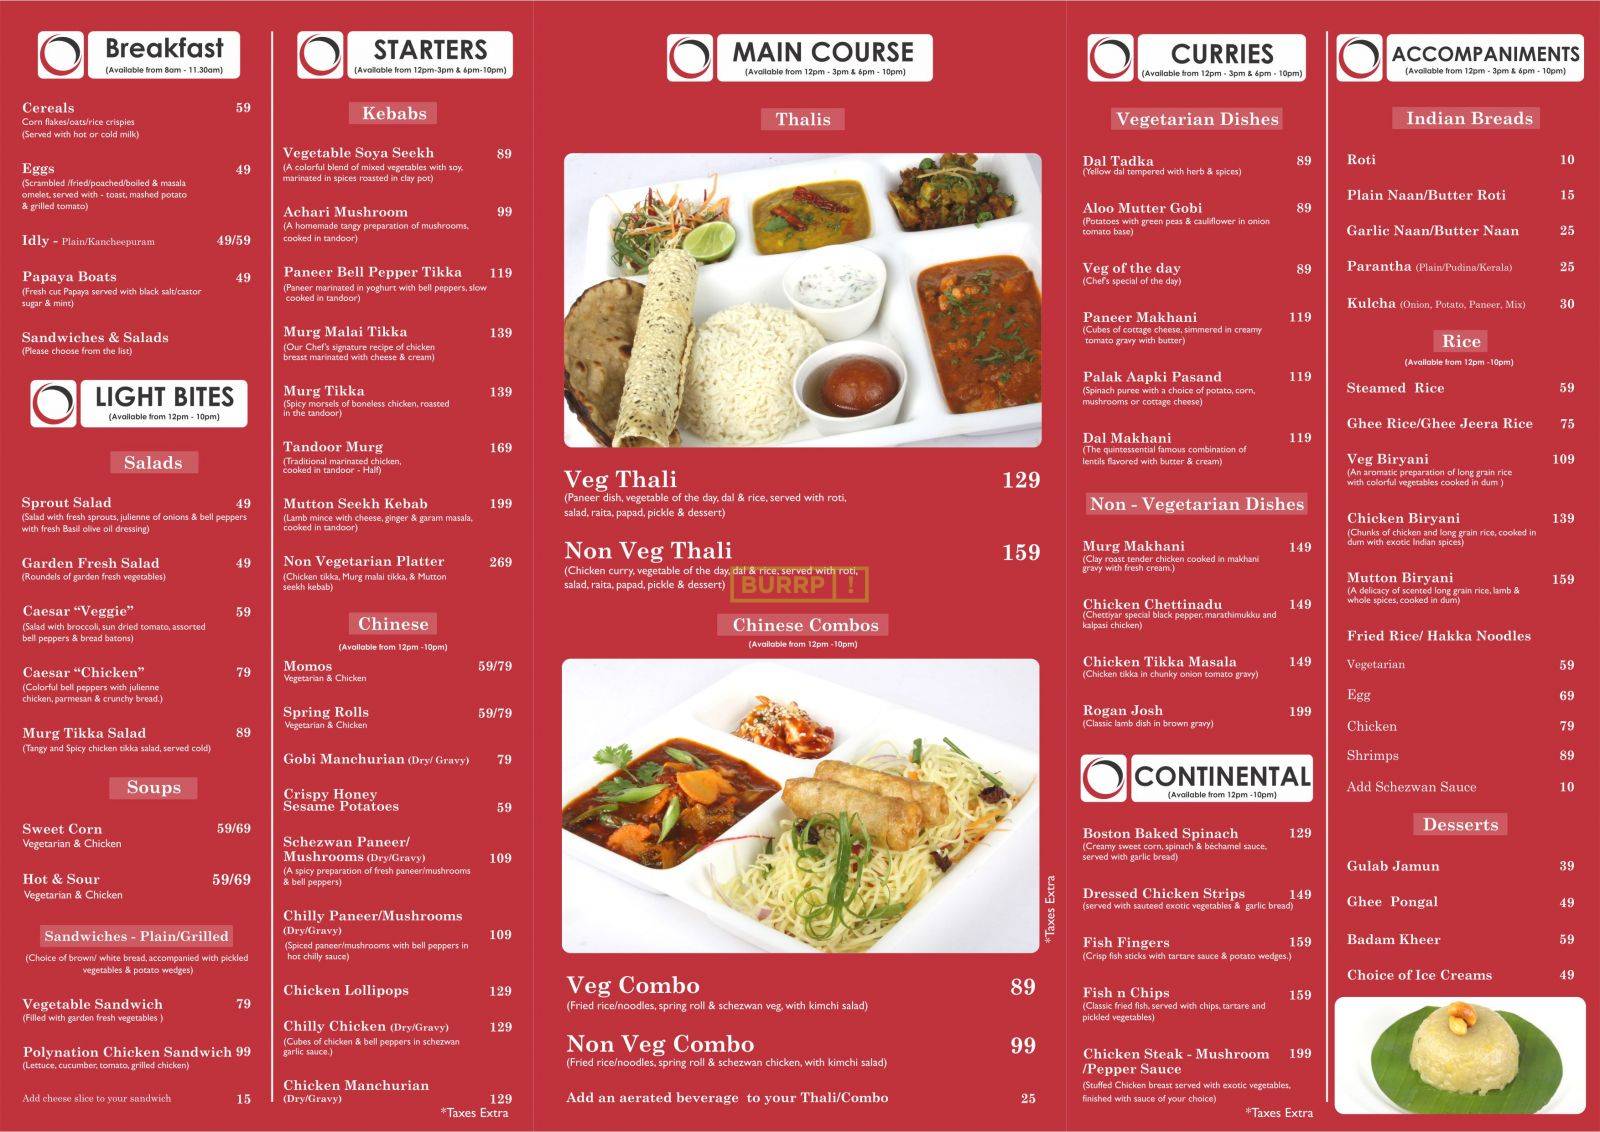 Breakfast
(Available from 8am - 11.30am)
Cereals 59
Corn flakes/oats/rice crispies
(Served with hot or cold milk)
Eggs 49
(Scrambled /fried/poached/boiled & masala
omelet, served with - toast, mashed potato
& grilled tomato)
Idly - Plain/Kancheepuram 49/59
Papaya Boats 49
(Fresh cut Papaya served with black salt/castor
sugar & mint)
Sandwiches & Salads
(Please choose from the list)
LIGHT BITES
(Available from 12pm - 10pm)
Salads
Sprout Salad 49
(Salad with fresh sprouts, julienne of onions & bell peppers
with fresh Basil olive oil dressing)
Garden Fresh Salad 49
(Roundels of garden fresh vegetables)
Caesar “Veggie” 59
(Salad with broccoli, sun dried tomato, assorted
bell peppers & bread batons)
Caesar “Chicken” 79
(Colorful bell peppers with julienne
chicken, parmesan & crunchy bread.)
Murg Tikka Salad 89
(Tangy and Spicy chicken tikka salad, served cold)
Soups
Sweet Corn 59/69
Vegetarian & Chicken
Hot & Sour 59/69
Vegetarian & Chicken
Sandwiches - Plain/Grilled
(Choice of brown/ white bread, accompanied with pickled
vegetables & potato wedges)
Vegetable Sandwich 79
(Filled with garden fresh vegetables )
Polynation Chicken Sandwich 99
(Lettuce, cucumber, tomato, grilled chicken)
Add cheese slice to your sandwich 15
STARTERS
(Available from 12pm-3pm & 6pm-10pm)
Kebabs
Vegetable Soya Seekh 89
(A colorful blend of mixed vegetables with soy,
marinated in spices roasted in clay pot)
Achari Mushroom 99
(A homemade tangy preparation of mushrooms,
cooked in tandoor)
Paneer Bell Pepper Tikka 119
(Paneer marinated in yoghurt with bell peppers, slow
cooked in tandoor)
Murg Malai Tikka 139
(Our Chef's signature recipe of chicken
breast marinated with cheese & cream)
Murg Tikka 139
(Spicy morsels of boneless chicken, roasted
in the tandoor)
Tandoor Murg 169
(Traditional marinated chicken,
cooked in tandoor - Half)
Mutton Seekh Kebab 199
(Lamb mince with cheese, ginger & garam masala,
cooked in tandoor)
Non Vegetarian Platter 269
(Chicken tikka, Murg malai tikka, & Mutton
seekh kebab)
Chinese
(Available from 12pm -10pm)
Momos 59/79
Vegetarian & Chicken
Spring Rolls 59/79
Vegetarian & Chicken
Gobi Manchurian (Dry/ Gravy) 79
Crispy Honey
Sesame Potatoes 59
Schezwan Paneer/
Mushrooms (Dry/Gravy) 109
(A spicy preparation of fresh paneer/mushrooms
& bell peppers)
Chilly Paneer/Mushrooms
(Dry/Gravy) 109
(Spiced paneer/mushrooms with bell peppers in
hot chilly sauce)
Chicken Lollipops 129
Chilly Chicken (Dry/Gravy) 129
(Cubes of chicken & bell peppers in schezwan
garlic sauce.)
Chicken Manchurian
(Dry/Gravy) 129
*Taxes Extra
MAIN COURSE
(Available from 12pm - 3pm & 6pm - 10pm)
Thalis
Veg Thali 129
(Paneer dish, vegetable of the day, dal & rice, served with roti,
salad, raita, papad, pickle & dessert)
Non Veg Thali 159
(Chicken curry, vegetable of the day, dal & rice, served with roti,
salad, raita, papad, pickle & dessert)
BURRP !
Chinese Combos
(Available from 12pm -10pm)
*Taxes Extra
Veg Combo 89
(Fried rice/noodles, spring roll & schezwan veg, with kimchi salad)
Non Veg Combo 99
(Fried rice/noodles, spring roll & schezwan chicken, with kimchi salad)
Add an aerated beverage to your Thali/Combo 25
CURRIES
(Available from 12pm - 3pm & 6pm - 10pm)
Vegetarian Dishes
Dal Tadka 89
(Yellow dal tempered with herb & spices)
Aloo Mutter Gobi 89
(Potatoes with green peas & cauliflower in onion
tomato base)
Veg of the day 89
(Chef's special of the day)
Paneer Makhani 119
(Cubes of cottage cheese, simmered in creamy
tomato gravy with butter)
Palak Aapki Pasand 119
(Spinach puree with a choice of potato, corn,
mushrooms or cottage cheese)
Dal Makhani 119
(The quintessential famous combination of
lentils flavored with butter & cream)
Non - Vegetarian Dishes
Murg Makhani 149
(Clay roast tender chicken cooked in makhani
gravy with fresh cream.)
Chicken Chettinadu 149
(Chettiyar special black pepper, marathimukku and
kalpasi chicken)
Chicken Tikka Masala 149
(Chicken tikka in chunky onion tomato gravy)
Rogan Josh 199
(Classic lamb dish in brown gravy)
CONTINENTAL
(Available from 12pm -10pm)
Boston Baked Spinach 129
(Creamy sweet corn, spinach & béchamel sauce,
served with garlic bread)
Dressed Chicken Strips 149
(served with sauteed exotic vegetables & garlic bread)
Fish Fingers 159
(Crisp fish sticks with tartare sauce & potato wedges.)
Fish n Chips 159
(Classic fried fish, served with chips, tartare and
pickled vegetables)
Chicken Steak - Mushroom 199
/Pepper Sauce
(Stuffed Chicken breast served with exotic vegetables,
finished with sauce of your choice)
*Taxes Extra
ACCOMPANIMENTS
(Available from 12pm - 3pm & 6pm - 10pm)
Indian Breads
Roti 10
Plain Naan/Butter Roti 15
Garlic Naan/Butter Naan 25
Parantha (Plain/Pudina/Kerala) 25
Kulcha (Onion, Potato, Paneer, Mix) 30
Rice
(Available from 12pm -10pm)
Steamed Rice 59
Ghee Rice/Ghee Jeera Rice 75
Veg Biryani 109
(An aromatic preparation of long grain rice
with colorful vegetables cooked in dum )
Chicken Biryani 139
(Chunks of chicken and long grain rice, cooked in
dum with exotic Indian spices)
Mutton Biryani 159
(A delicacy of scented long grain rice, lamb &
whole spices, cooked in dum)
Fried Rice/ Hakka Noodles
Vegetarian 59
Egg 69
Chicken 79
Shrimps 89
Add Schezwan Sauce 10
Desserts
Gulab Jamun 39
Ghee Pongal 49
Badam Kheer 59
Choice of Ice Creams 49